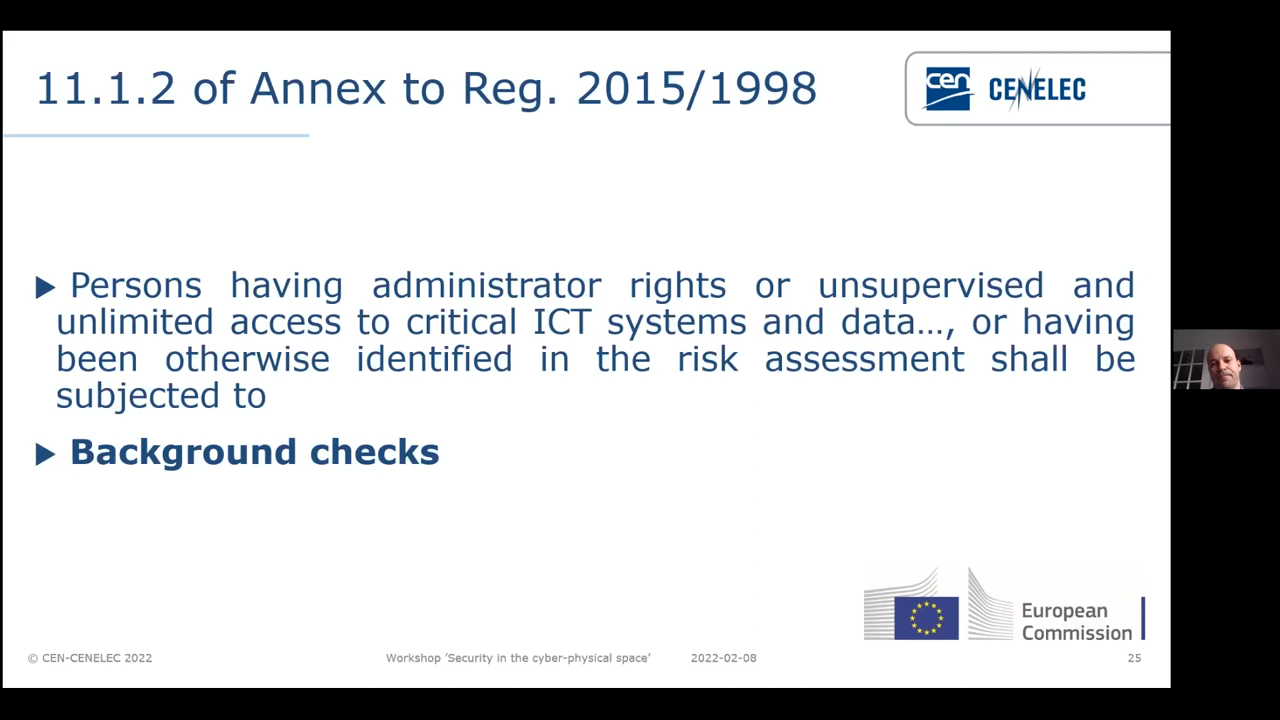 11.1.2 of Annex to Reg. 2015/1998
cen
CENELEC
▶ Persons having administrator rights or unsupervised and
unlimited access to critical ICT systems and data…, or having
been otherwise identified in the risk assessment shall be
subjected to
▶ Background checks
European
Commission
© CEN-CENELEC 2022
Workshop ‘Security in the cyber-physical space’
2022-02-08
25